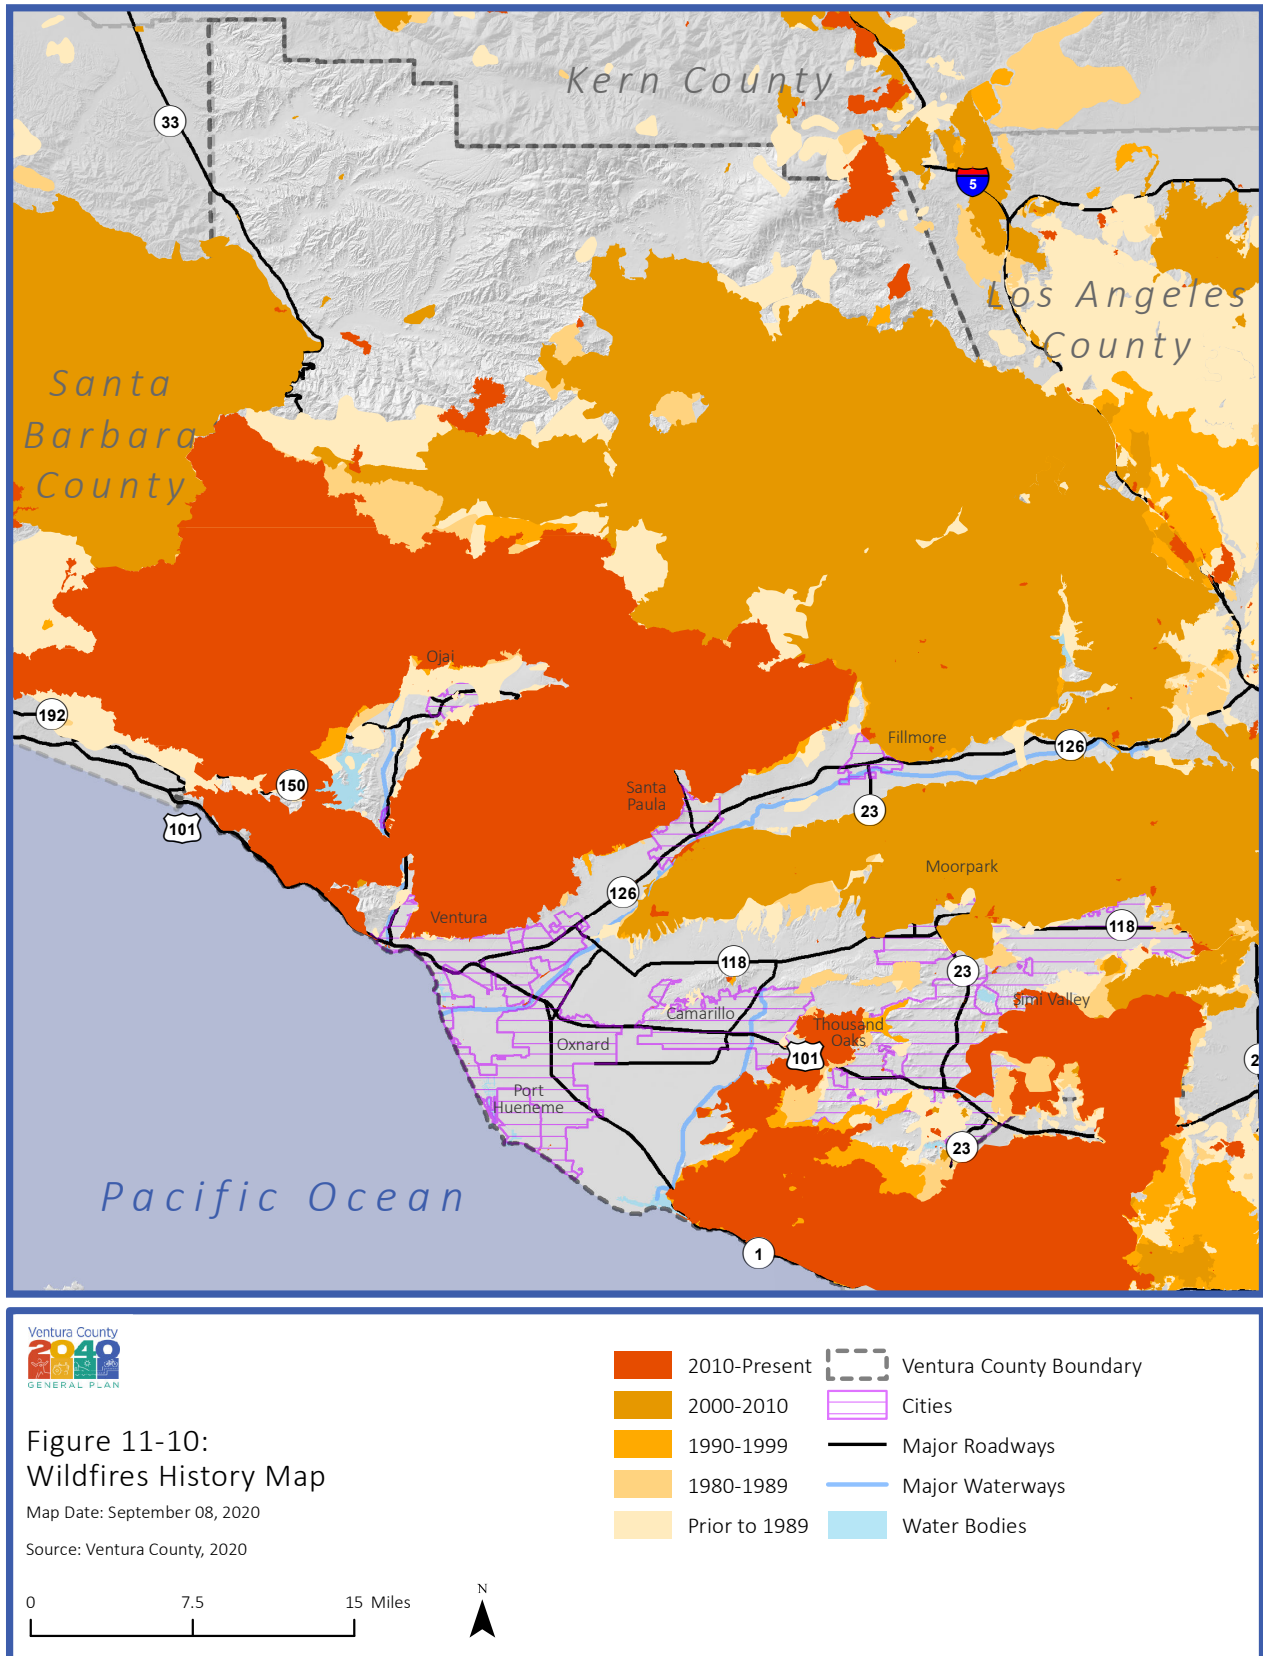 Kern County
33
5
Los Angeles
County
Santa
Barbara
County
Ojai
192
Fillmore
126
150
Santa
Paula
23
101
Moorpark
126
Ventura
118
118
23
Simi Valley
Camarillo
Thousand
Oaks
Oxnard
101
2
Port
Hueneme
23
Pacific Ocean
1
Ventura County
2040
GENERAL PLAN
Figure 11-10:
Wildfires History Map
Map Date: September 08, 2020
Source: Ventura County, 2020
0 7.5 15 Miles
N
2010-Present
2000-2010
1990-1999
1980-1989
Prior to 1989
Ventura County Boundary
Cities
Major Roadways
Major Waterways
Water Bodies